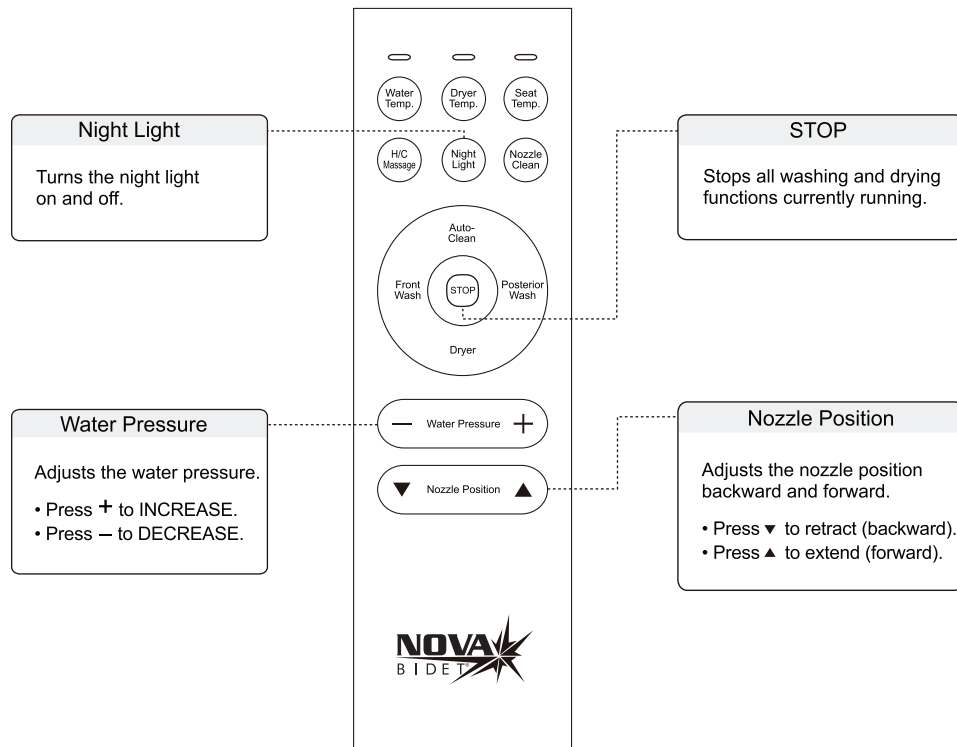 Water
Temp.
Dryer
Temp.
Seat
Temp.
H/C
Massage
Night
Light
Nozzle
Clean
Night Light
Turns the night light
on and off.
STOP
Stops all washing and drying
functions currently running.
Auto-
Clean
Front
Wash
STOP
Posterior
Wash
Dryer
Water Pressure
Adjusts the water pressure.
• Press + to INCREASE.
• Press – to DECREASE.
– Water Pressure +
▼ Nozzle Position ▲
Nozzle Position
Adjusts the nozzle position
backward and forward.
• Press ▼ to retract (backward).
• Press ▲ to extend (forward).
NOVA
BIDET®